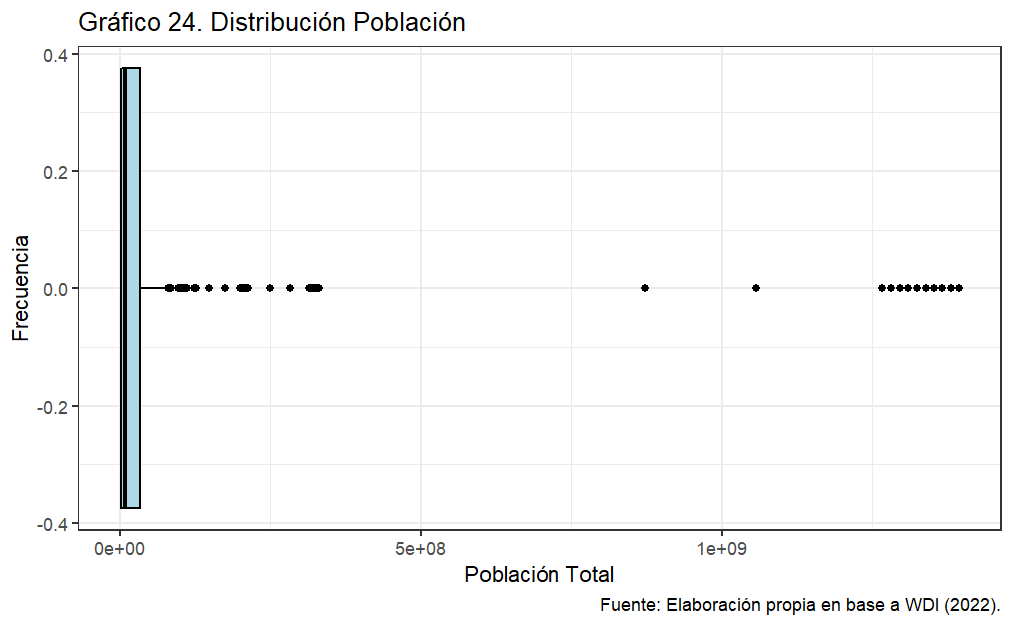 Gráfico 24. Distribución Población
Frecuencia
0.4
0.2
0.0
-0.2
-0.4
0e+00 5e+08 1e+09
Población Total
Fuente: Elaboración propia en base a WDI (2022).